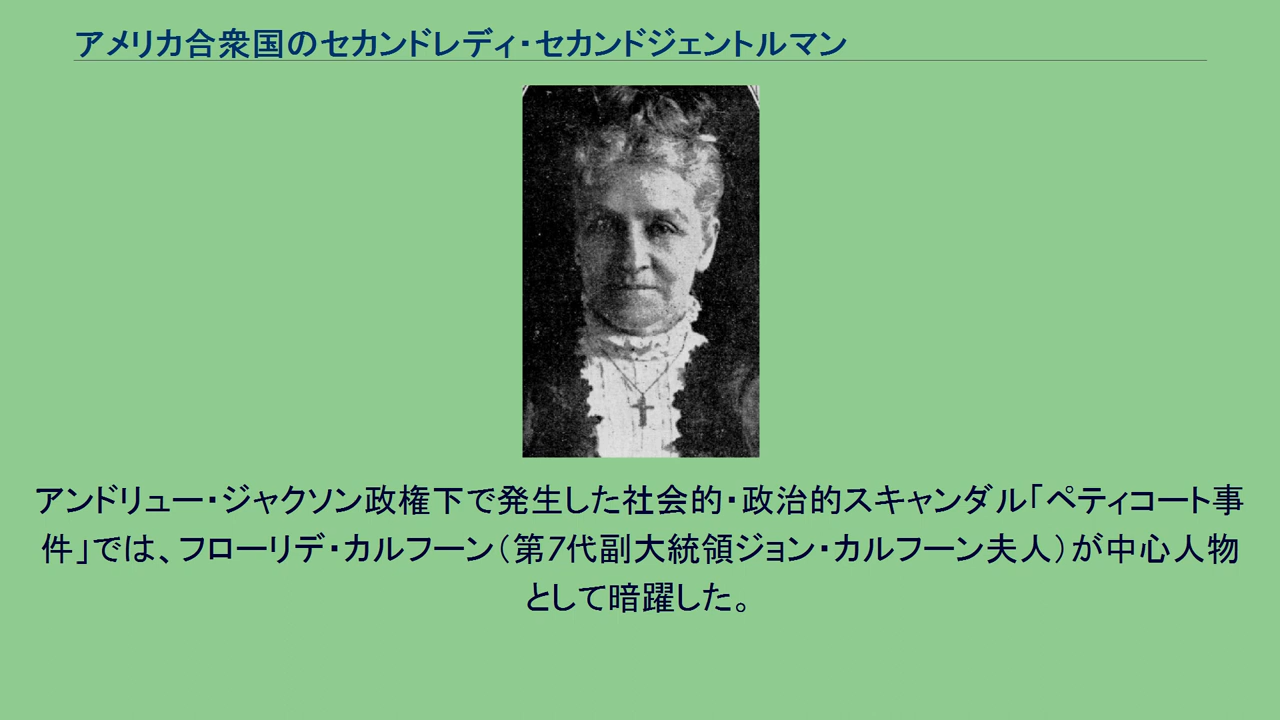 アメリカ合衆国のセカンドレディ・セカンドジェントルマン
アンドリュー・ジャクソン政権下で発生した社会的・政治的スキャンダル「ペティコート事
件」では、フローリデ・カルフーン（第7代副大統領ジョン・カルフーン夫人）が中心人物
として暗躍した。